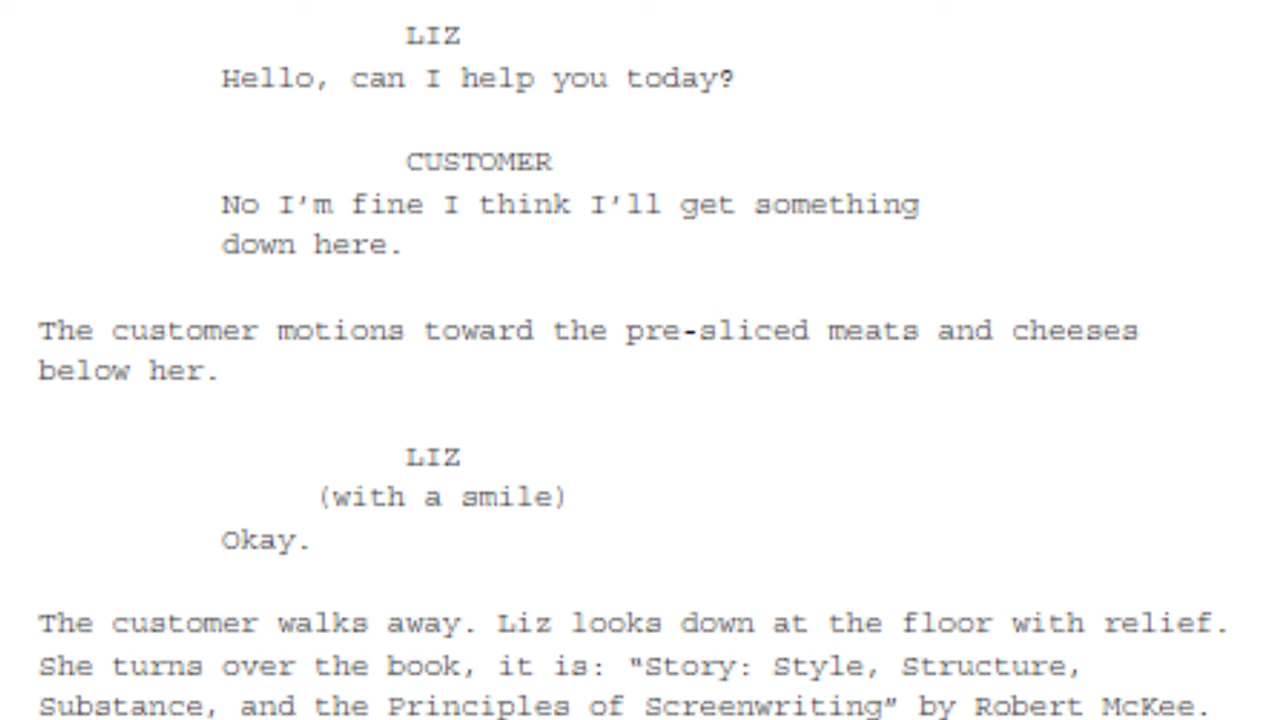 LIZ
Hello, can I help you today?
CUSTOMER
No I'm fine I think I'll get something
down here.
The customer motions toward the pre-sliced meats and cheeses
below her.
LIZ
(with a smile)
Okay.
The customer walks away. Liz looks down at the floor with relief.
She turns over the book, it is: "Story: Style, Structure,
Substance, and the Principles of Screenwriting" by Robert McKee.